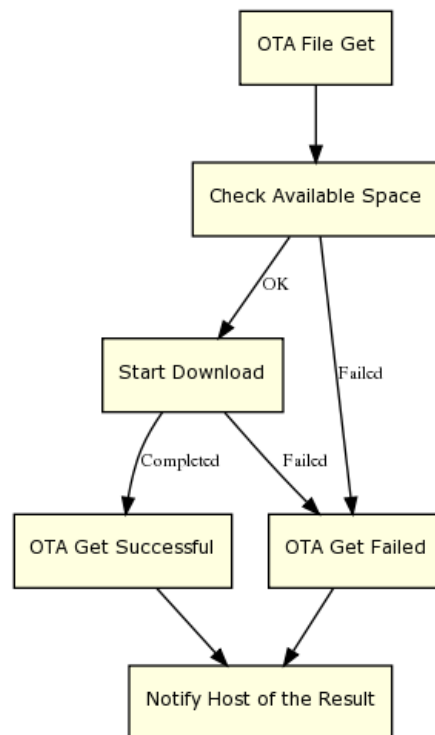 OTA File Get
Check Available Space
OK
Failed
Start Download
Completed
Failed
OTA Get Successful
OTA Get Failed
Notify Host of the Result